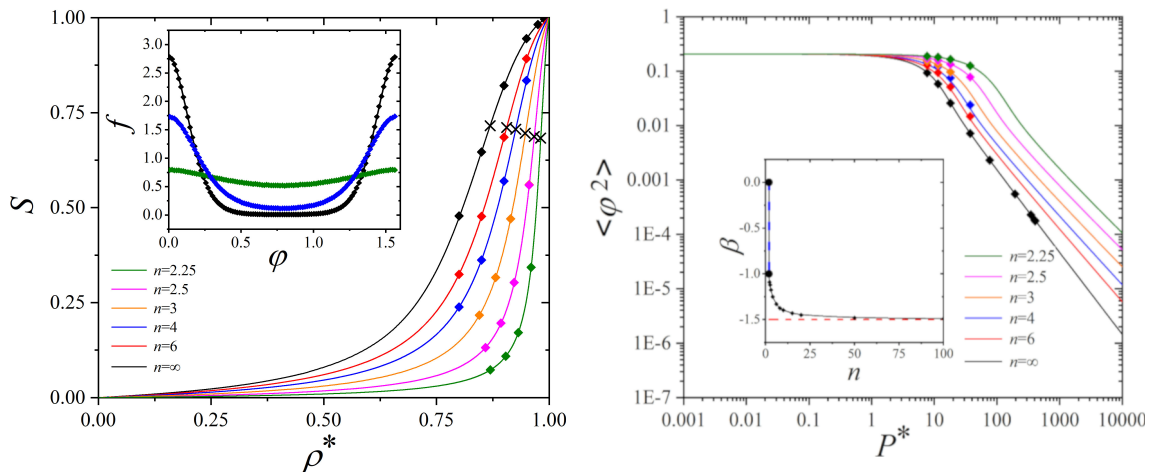 1.00
0.75
0.50
0.25
0.00
S
3.0
2.5
2.0
1.5
1.0
0.5
0.0
f
0.0 0.5 1.0 1.5
φ
n=2.25
n=2.5
n=3
n=4
n=6
n=∞
0.00 0.25 0.50 0.75 1.00
ρ*
1
0.1
0.01
0.001
1E-4
1E-5
1E-6
1E-7
<φ²>
0.0
-0.5
-1.0
-1.5
β
0 25 50 75 100
n
n=2.25
n=2.5
n=3
n=4
n=6
n=∞
0.001 0.01 0.1 1 10 100 1000 10000
P*